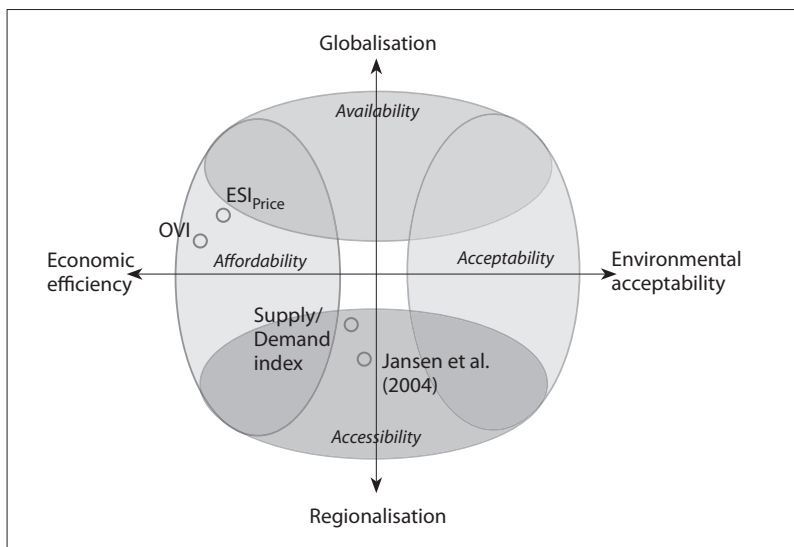 Globalisation
Availability
ESIPrice
OVI
Economic
efficiency
Affordability
Acceptability
Environmental
acceptability
Supply/
Demand
index
Jansen et al.
(2004)
Accessibility
Regionalisation